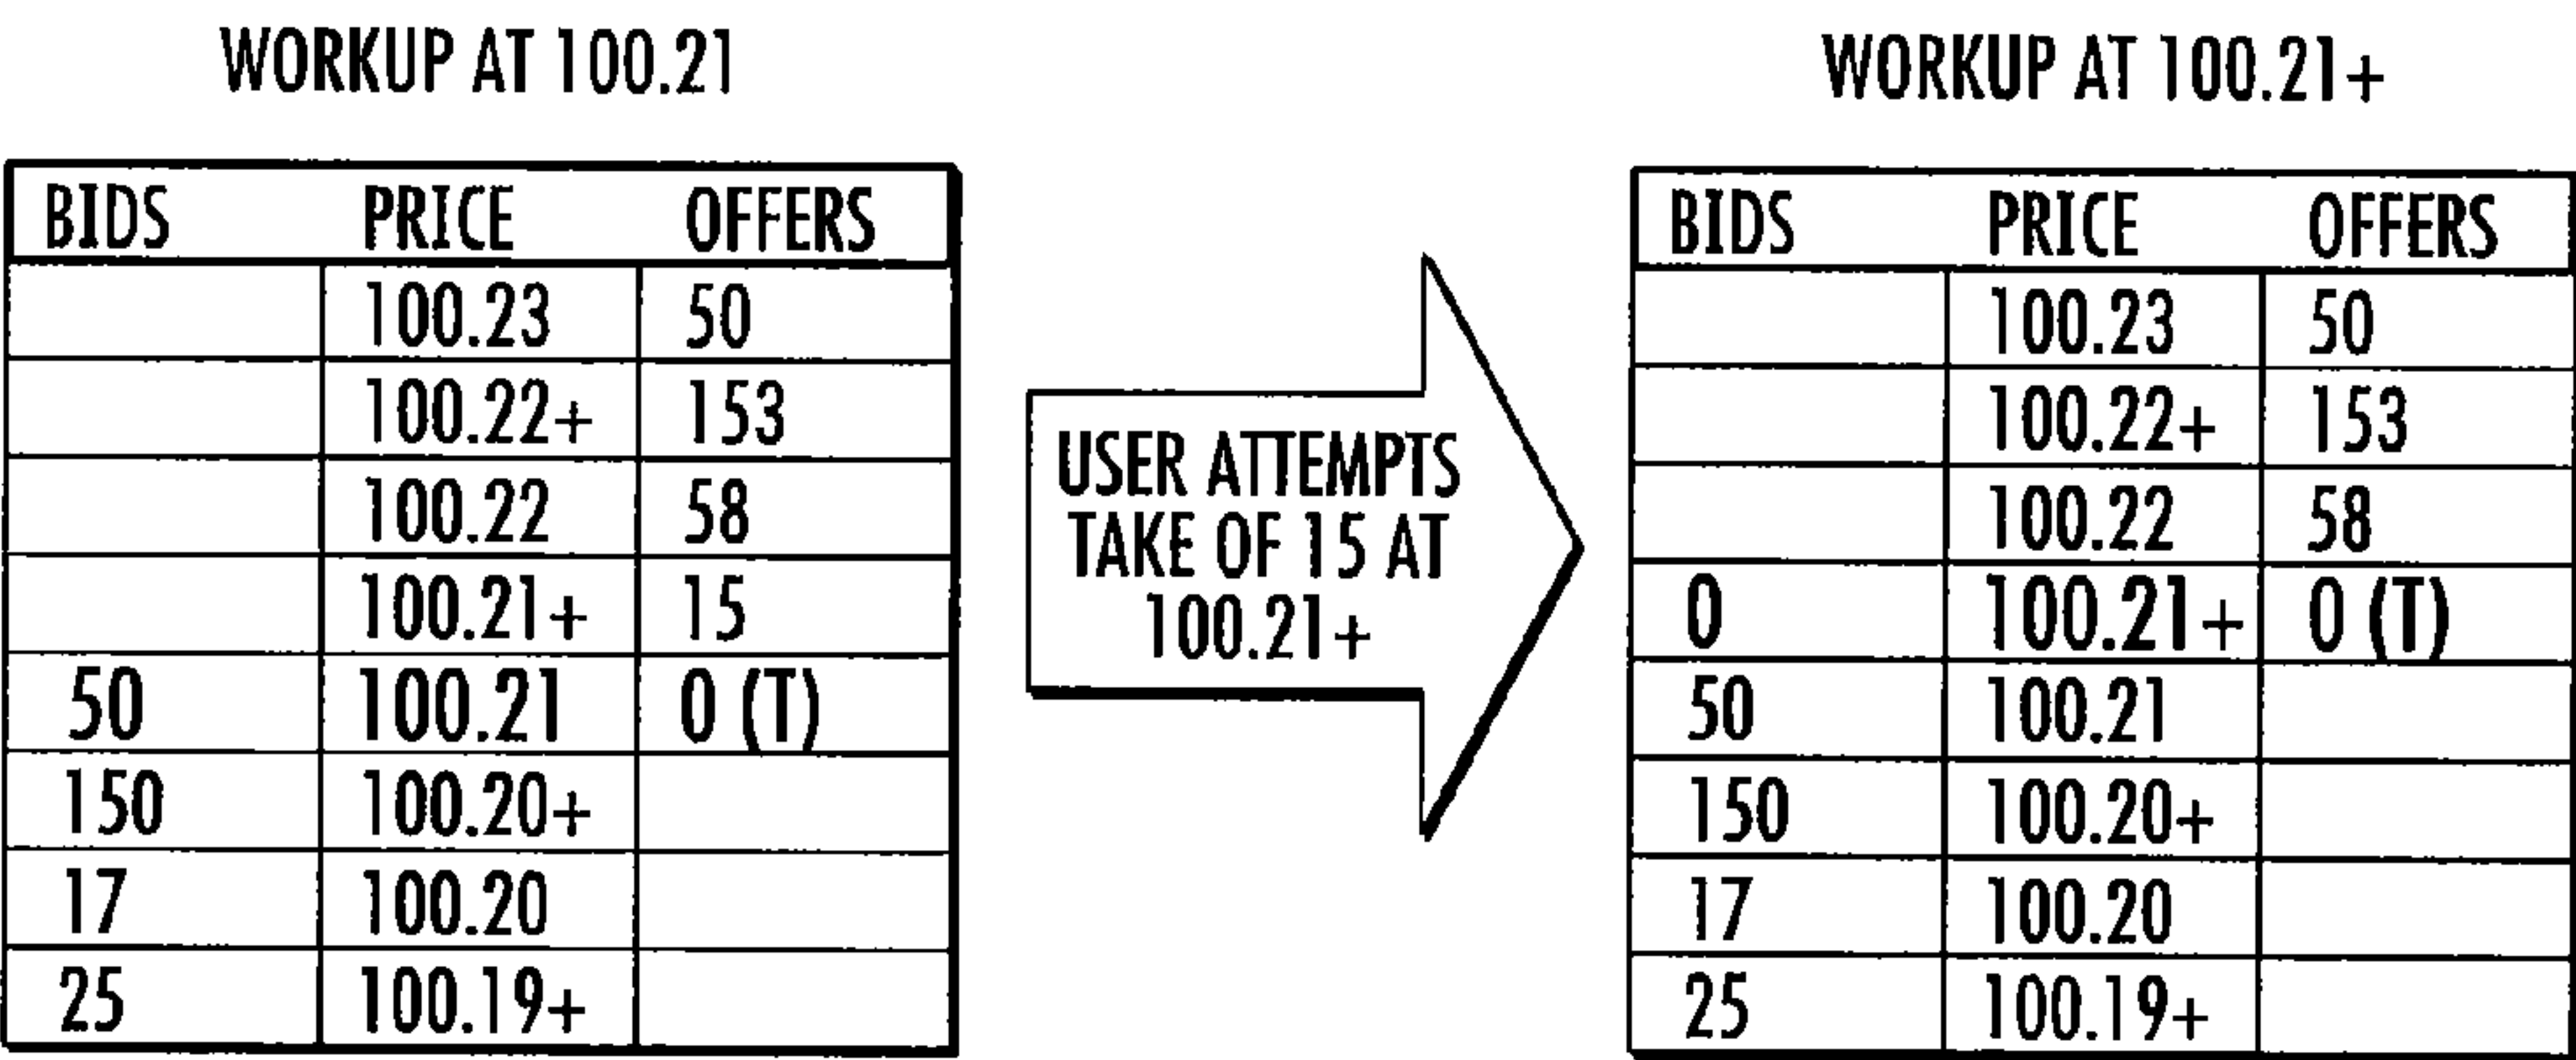 WORKUP AT 100.21
BIDS PRICE OFFERS
100.23 50
100.22+ 153
100.22 58
100.21+ 15
50 100.21 0 (T)
150 100.20+
17 100.20
25 100.19+
USER ATTEMPTS
TAKE OF 15 AT
100.21+
WORKUP AT 100.21+
BIDS PRICE OFFERS
100.23 50
100.22+ 153
100.22 58
0 100.21+ 0 (T)
50 100.21
150 100.20+
17 100.20
25 100.19+